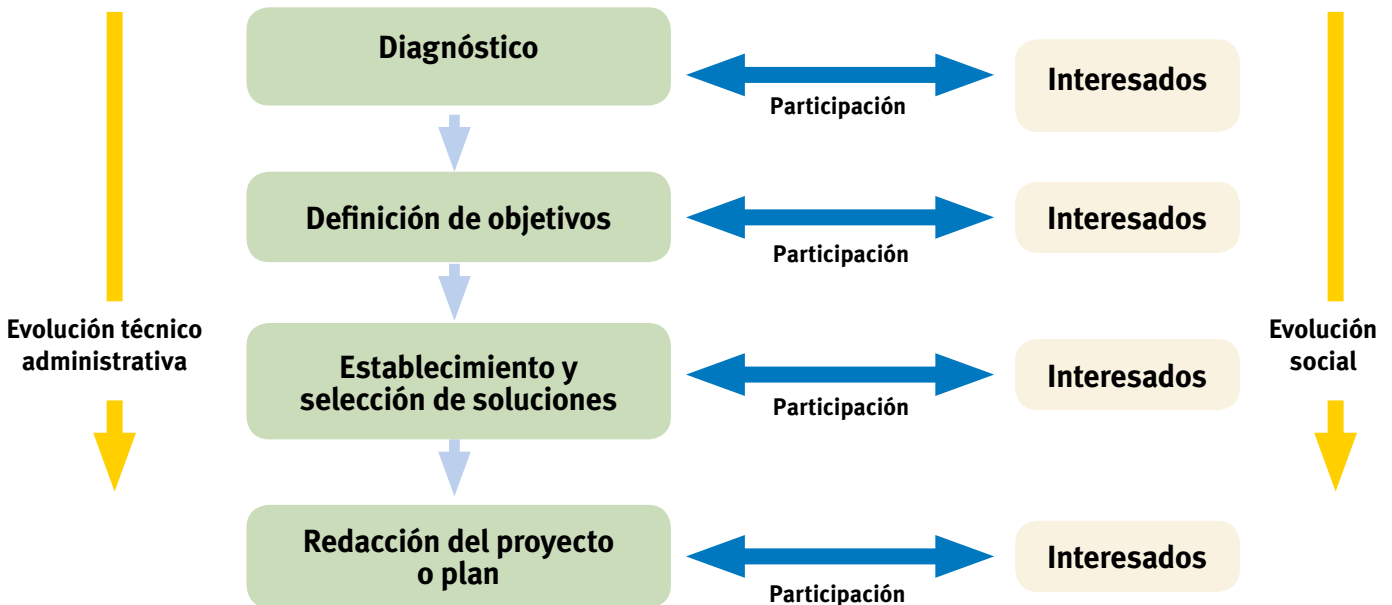 Diagnóstico
Participación
Interesados
Definición de objetivos
Participación
Interesados
Evolución técnico
administrativa
Establecimiento y
selección de soluciones
Participación
Interesados
Evolución
social
Redacción del proyecto
o plan
Participación
Interesados